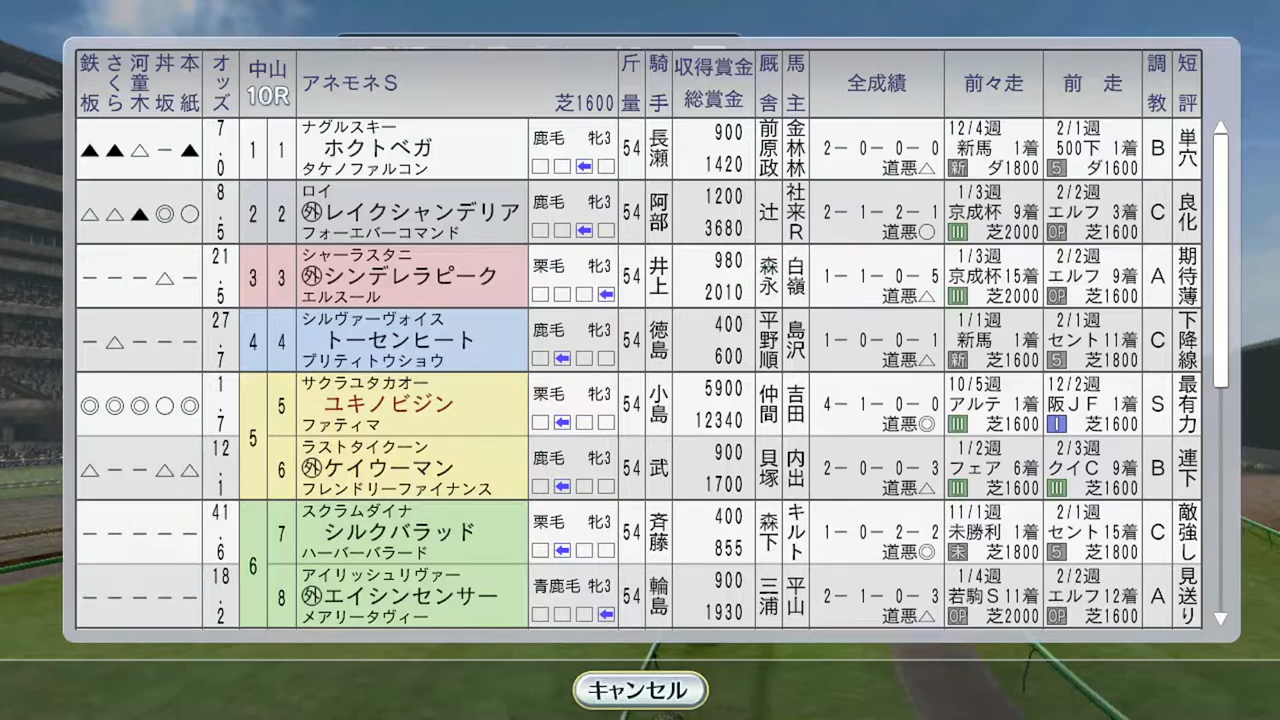 鉄板 さくら 河童木 丼坂 本紙 オッズ 中山 10R アネモネS 芝1600 斤量 騎手 収得賞金 総賞金 厩舎 馬主 全成績 前々走 前走 調教 短評
▲ ▲ △ － ▲ 7.0 1 1 ナグルスキー 鹿毛 牝3 54 長瀬 900 前原政 金林林 2－0－0－0 12/4週 2/1週 B 単穴
ホクトベガ 新馬 1着 500下 1着
タケノファルコン 1420 道悪△ 新 ダ1800 5 ダ1600
△ △ ▲ ◎ ○ 8.5 2 2 ロイ 鹿毛 牝3 54 阿部 1200 辻 社来R 2－1－2－1 1/3週 2/2週 C 良化
外レイクシャンデリア 京成杯 9着 エルフ 3着
フォーエバーコマンド 3680 道悪○ III 芝2000 OP 芝1600
－ － － △ － 21.5 3 3 シャーラスタニ 栗毛 牝3 54 井上 980 森永 白嶺 1－1－0－5 1/3週 2/2週 A 期待薄
外シンデレラピーク 京成杯 15着 エルフ 9着
エルスール 2010 道悪△ III 芝2000 OP 芝1600
－ △ － － － 27.7 4 4 シルヴァーヴォイス 鹿毛 牝3 54 徳島 400 平野順 島沢 1－0－0－1 1/1週 2/1週 C 下降線
トーセンヒート 新馬 1着 セント 11着
プリティトウショウ 600 道悪△ 新 芝1600 5 芝1800
◎ ◎ ◎ ○ ◎ 1.7 5 5 サクラユタカオー 栗毛 牝3 54 小島 5900 仲間 吉田 4－1－0－0 10/5週 12/2週 S 最有力
ユキノビジン アルテ 1着 阪JF 1着
ファティマ 12340 道悪◎ III 芝1600 I 芝1600
△ － － △ △ 12.1 6 ラストタイクーン 鹿毛 牝3 54 武 900 貝塚 内出 2－0－0－3 1/2週 2/3週 B 連下
外ケイウーマン フェア 6着 クイC 9着
フレンドリーファイナンス 1700 道悪△ III 芝1600 III 芝1600
－ － － － － 41.6 6 7 スクラムダイナ 栗毛 牝3 54 斉藤 400 森下 キルト 1－0－2－2 11/1週 2/1週 C 敵強し
シルクバラッド 未勝利 1着 セント 15着
ハーバーバラード 855 道悪◎ 未 芝1800 5 芝1800
－ － － － － 18.2 8 アイリッシュリヴァー 青鹿毛 牝3 54 輪島 900 三浦 平山 2－1－0－3 1/4週 2/2週 A 見送り
外エイシンセンサー 若駒S 11着 エルフ 12着
メアリータヴィー 1930 道悪△ OP 芝2000 OP 芝1600
キャンセル